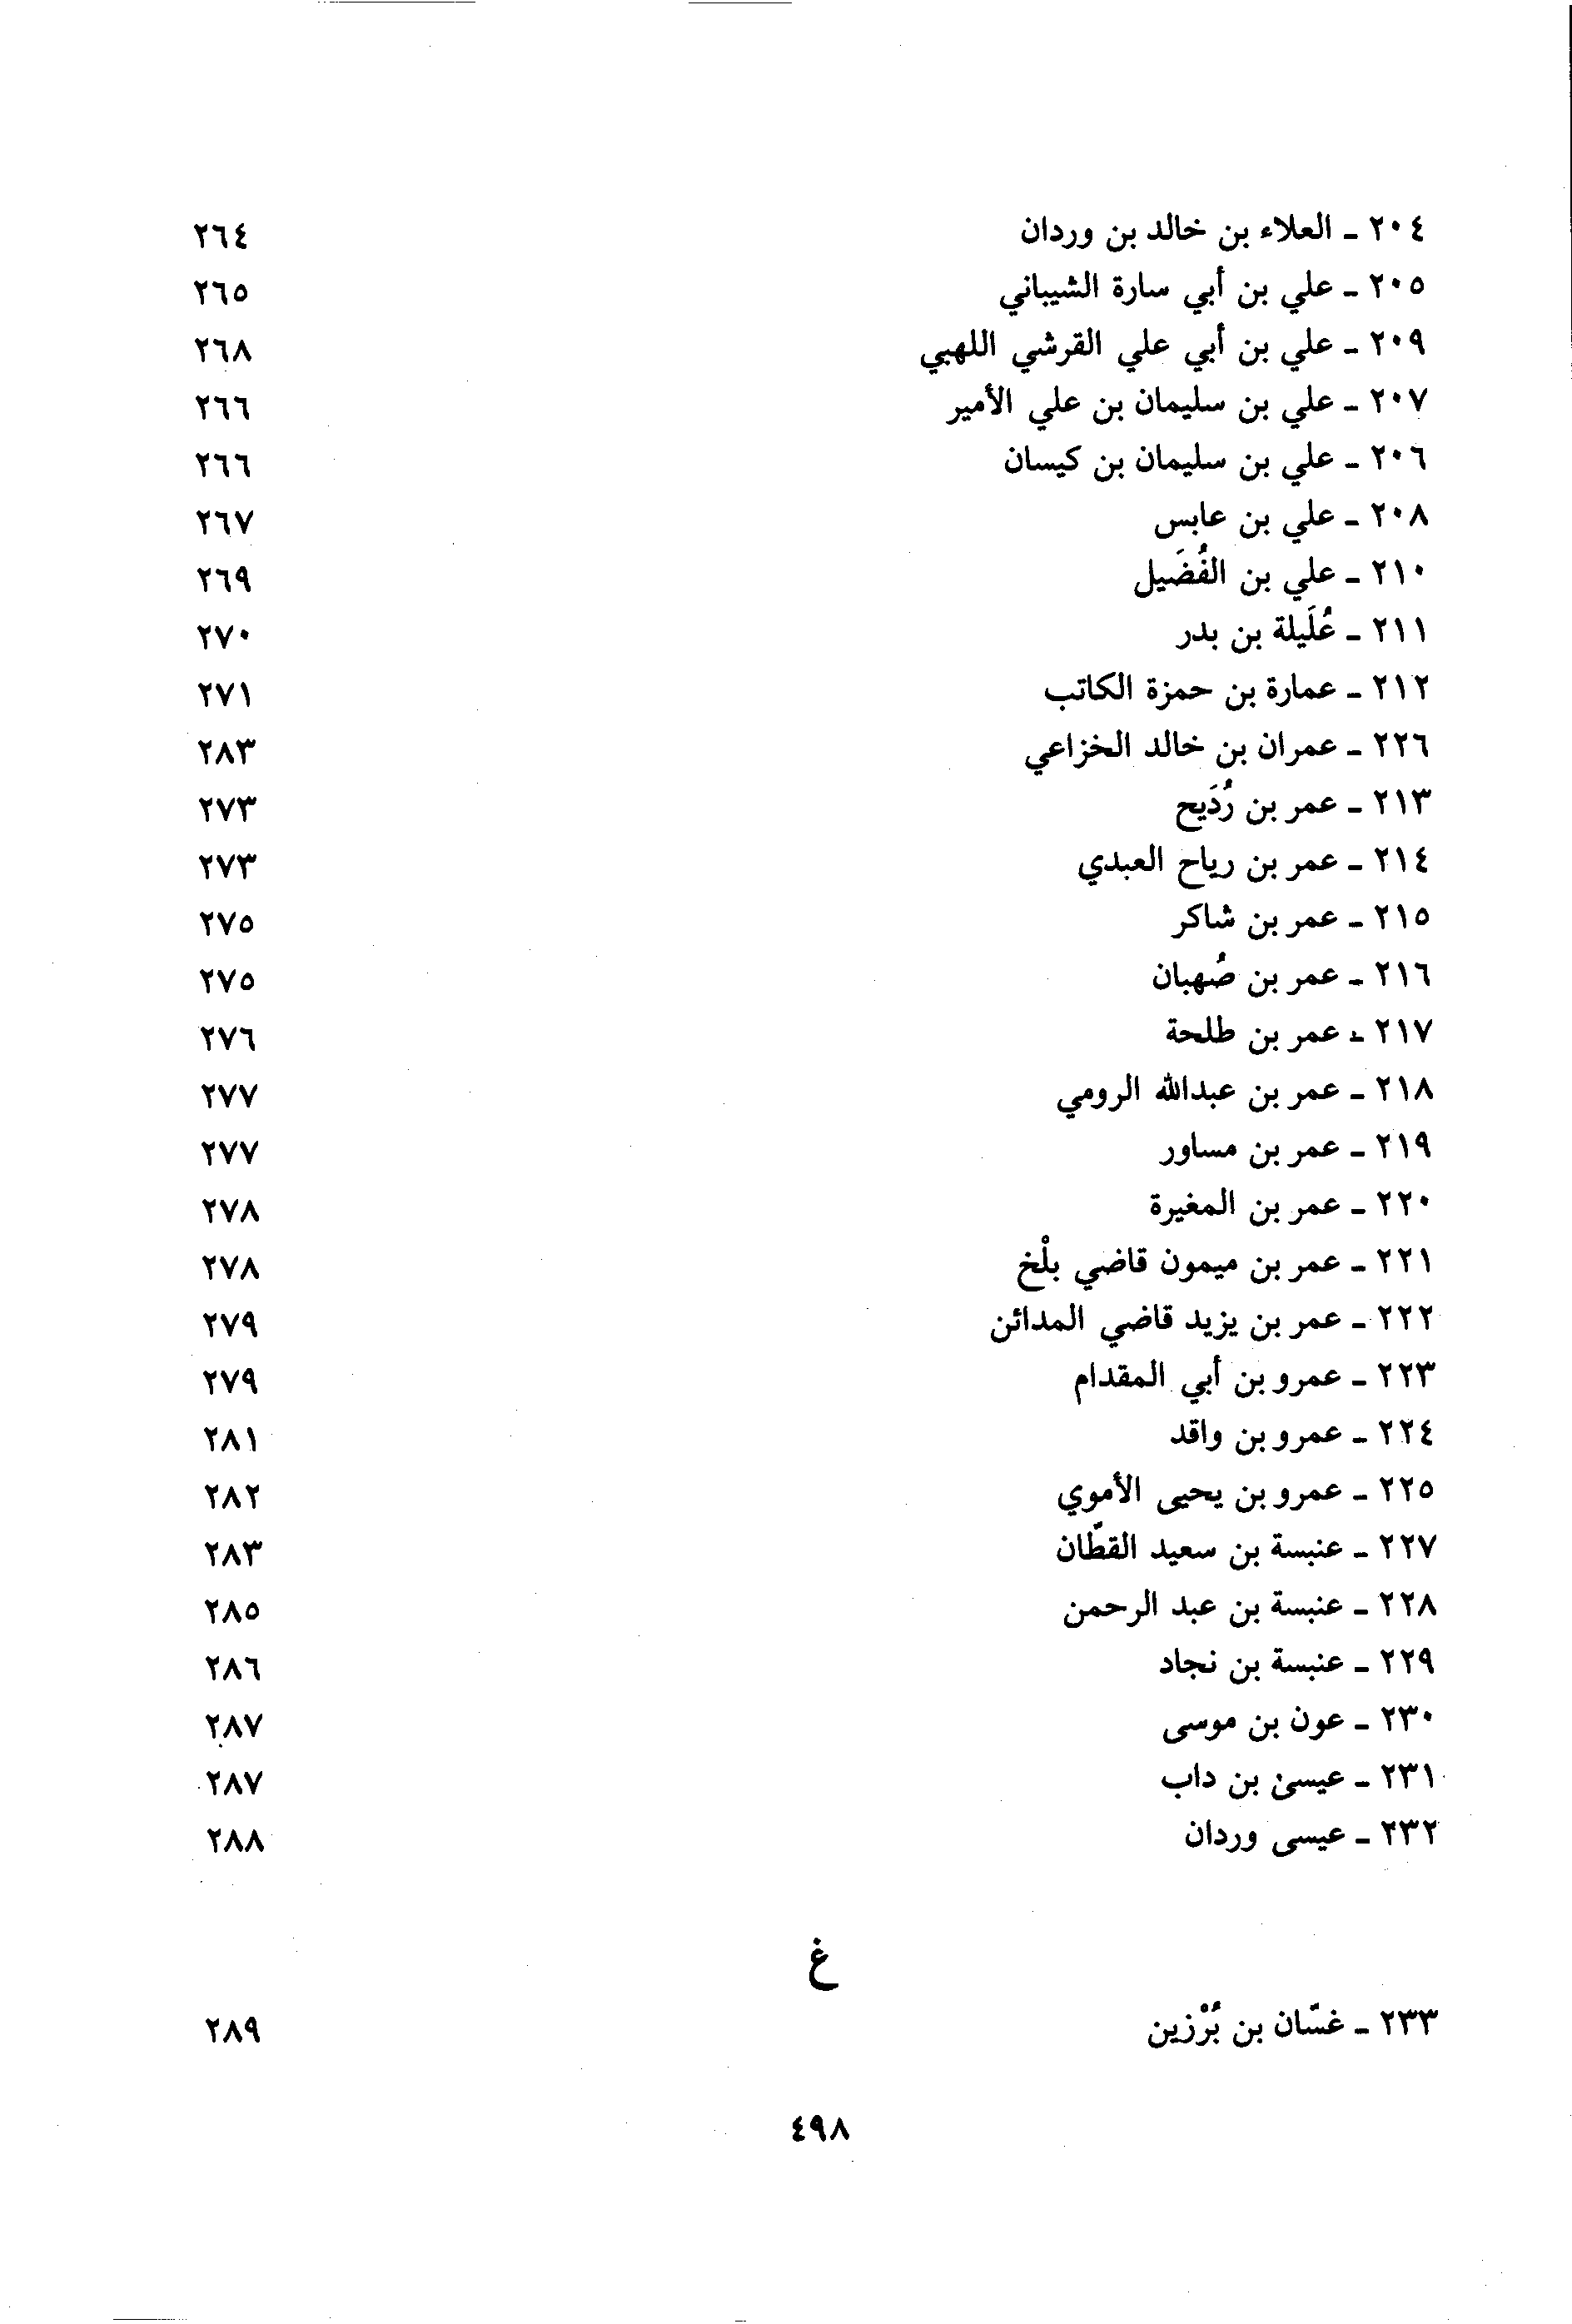 ٢٠٤ ـ العلاء بن خالد بن وردان ٢٦٤
٢٠٥ ـ علي بن أبي سارة الشيباني ٢٦٥
٢٠٩ ـ علي بن أبي علي القرشي اللهبي ٢٦٨
٢٠٧ ـ علي بن سليمان بن علي الأمير ٢٦٦
٢٠٦ ـ علي بن سليمان بن كيسان ٢٦٦
٢٠٨ ـ علي بن عابس ٢٦٧
٢١٠ ـ علي بن الفُضَيل ٢٦٩
٢١١ ـ عُلَيلة بن بدر ٢٧٠
٢١٢ ـ عمارة بن حمزة الكاتب ٢٧١
٢٢٦ ـ عمران بن خالد الخزاعي ٢٨٣
٢١٣ ـ عمر بن رُدَيح ٢٧٣
٢١٤ ـ عمر بن رياح العبدي ٢٧٣
٢١٥ ـ عمر بن شاكر ٢٧٥
٢١٦ ـ عمر بن صُهبان ٢٧٥
٢١٧ ـ عمر بن طلحة ٢٧٦
٢١٨ ـ عمر بن عبدالله الرومي ٢٧٧
٢١٩ ـ عمر بن مساور ٢٧٧
٢٢٠ ـ عمر بن المغيرة ٢٧٨
٢٢١ ـ عمر بن ميمون قاضي بلْخ ٢٧٨
٢٢٢ ـ عمر بن يزيد قاضي المدائن ٢٧٩
٢٢٣ ـ عمرو بن أبي المقدام ٢٧٩
٢٢٤ ـ عمرو بن واقد ٢٨١
٢٢٥ ـ عمرو بن يحيى الأموي ٢٨٢
٢٢٧ ـ عنبسة بن سعيد القطّان ٢٨٣
٢٢٨ ـ عنبسة بن عبد الرحمن ٢٨٥
٢٢٩ ـ عنبسة بن نجاد ٢٨٦
٢٣٠ ـ عون بن موسى ٢٨٧
٢٣١ ـ عيسىٰ بن داب ٢٨٧
٢٣٢ ـ عيسى وردان ٢٨٨
غ
٢٣٣ ـ غسّان بن بُرْزين ٢٨٩
٤٩٨